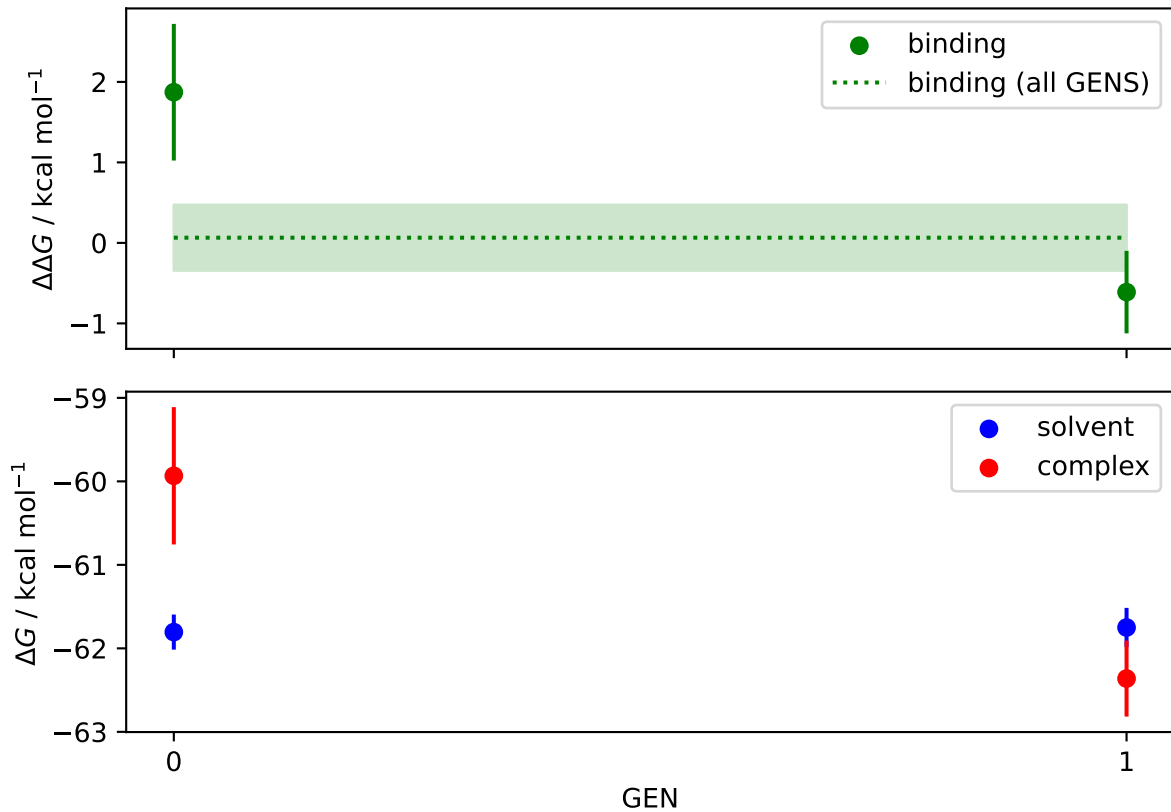 ΔΔG / kcal mol⁻¹
2
1
0
−1
binding
binding (all GENS)
ΔG / kcal mol⁻¹
−59
−60
−61
−62
−63
solvent
complex
0
1
GEN